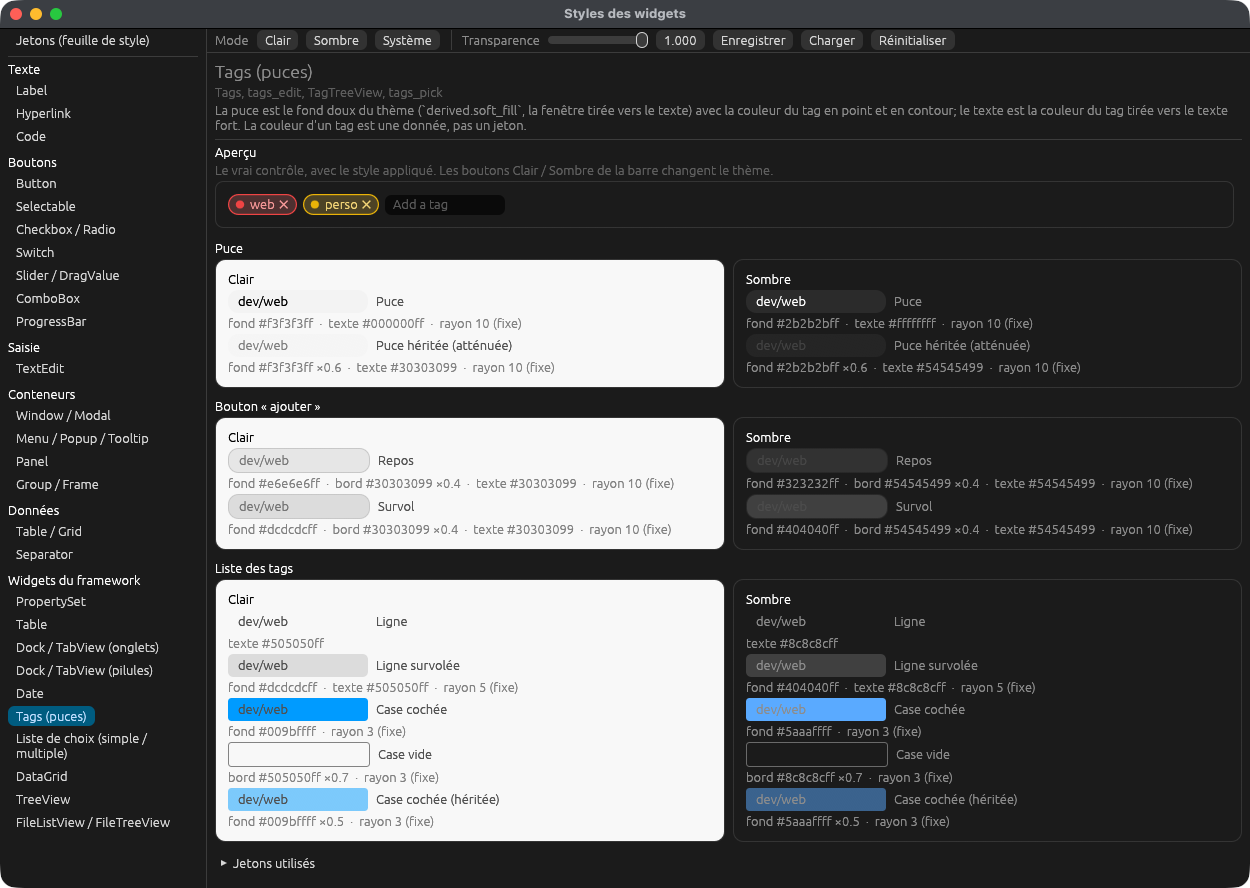 Styles des widgets
Jetons (feuille de style)
Texte
Label
Hyperlink
Code
Boutons
Button
Selectable
Checkbox / Radio
Switch
Slider / DragValue
ComboBox
ProgressBar
Saisie
TextEdit
Conteneurs
Window / Modal
Menu / Popup / Tooltip
Panel
Group / Frame
Données
Table / Grid
Separator
Widgets du framework
PropertySet
Table
Dock / TabView (onglets)
Dock / TabView (pilules)
Date
Tags (puces)
Liste de choix (simple /
multiple)
DataGrid
TreeView
FileListView / FileTreeView
Mode Clair Sombre Système Transparence 1.000 Enregistrer Charger Réinitialiser
Tags (puces)
Tags, tags_edit, TagTreeView, tags_pick
La puce est le fond doux du thème (`derived.soft_fill`, la fenêtre tirée vers le texte) avec la couleur du tag en point et en contour; le texte est la couleur du tag tirée vers le texte
fort. La couleur d'un tag est une donnée, pas un jeton.
Aperçu
Le vrai contrôle, avec le style appliqué. Les boutons Clair / Sombre de la barre changent le thème.
web × perso × Add a tag
Puce
Clair
dev/web Puce
fond #f3f3f3ff · texte #000000ff · rayon 10 (fixe)
dev/web Puce héritée (atténuée)
fond #f3f3f3ff ×0.6 · texte #30303099 · rayon 10 (fixe)
Sombre
dev/web Puce
fond #2b2b2bff · texte #ffffffff · rayon 10 (fixe)
dev/web Puce héritée (atténuée)
fond #2b2b2bff ×0.6 · texte #54545499 · rayon 10 (fixe)
Bouton « ajouter »
Clair
dev/web Repos
fond #e6e6e6ff · bord #30303099 ×0.4 · texte #30303099 · rayon 10 (fixe)
dev/web Survol
fond #dcdcdcff · bord #30303099 ×0.4 · texte #30303099 · rayon 10 (fixe)
Sombre
dev/web Repos
fond #323232ff · bord #54545499 ×0.4 · texte #54545499 · rayon 10 (fixe)
dev/web Survol
fond #404040ff · bord #54545499 ×0.4 · texte #54545499 · rayon 10 (fixe)
Liste des tags
Clair
dev/web Ligne
texte #505050ff
dev/web Ligne survolée
fond #dcdcdcff · texte #505050ff · rayon 5 (fixe)
dev/web Case cochée
fond #009bffff · rayon 3 (fixe)
Case vide
bord #505050ff ×0.7 · rayon 3 (fixe)
dev/web Case cochée (héritée)
fond #009bffff ×0.5 · rayon 3 (fixe)
Sombre
dev/web Ligne
texte #8c8c8cff
dev/web Ligne survolée
fond #404040ff · texte #8c8c8cff · rayon 5 (fixe)
dev/web Case cochée
fond #5aaaffff · rayon 3 (fixe)
Case vide
bord #8c8c8cff ×0.7 · rayon 3 (fixe)
dev/web Case cochée (héritée)
fond #5aaaffff ×0.5 · rayon 3 (fixe)
Jetons utilisés